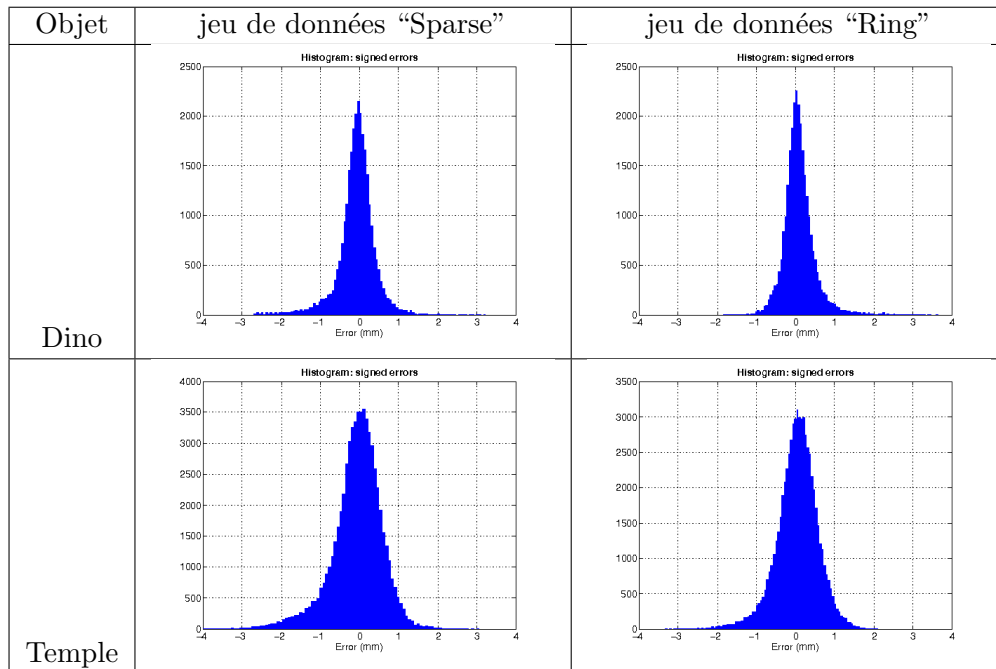 Objet jeu de données “Sparse” jeu de données “Ring”
Histogram: signed errors
2500
2000
1500
1000
500
0
−4 −3 −2 −1 0 1 2 3 4
Error (mm)
Histogram: signed errors
2500
2000
1500
1000
500
0
−4 −3 −2 −1 0 1 2 3 4
Error (mm)
Dino
Histogram: signed errors
4000
3500
3000
2500
2000
1500
1000
500
0
−4 −3 −2 −1 0 1 2 3 4
Error (mm)
Histogram: signed errors
3500
3000
2500
2000
1500
1000
500
0
−4 −3 −2 −1 0 1 2 3 4
Error (mm)
Temple